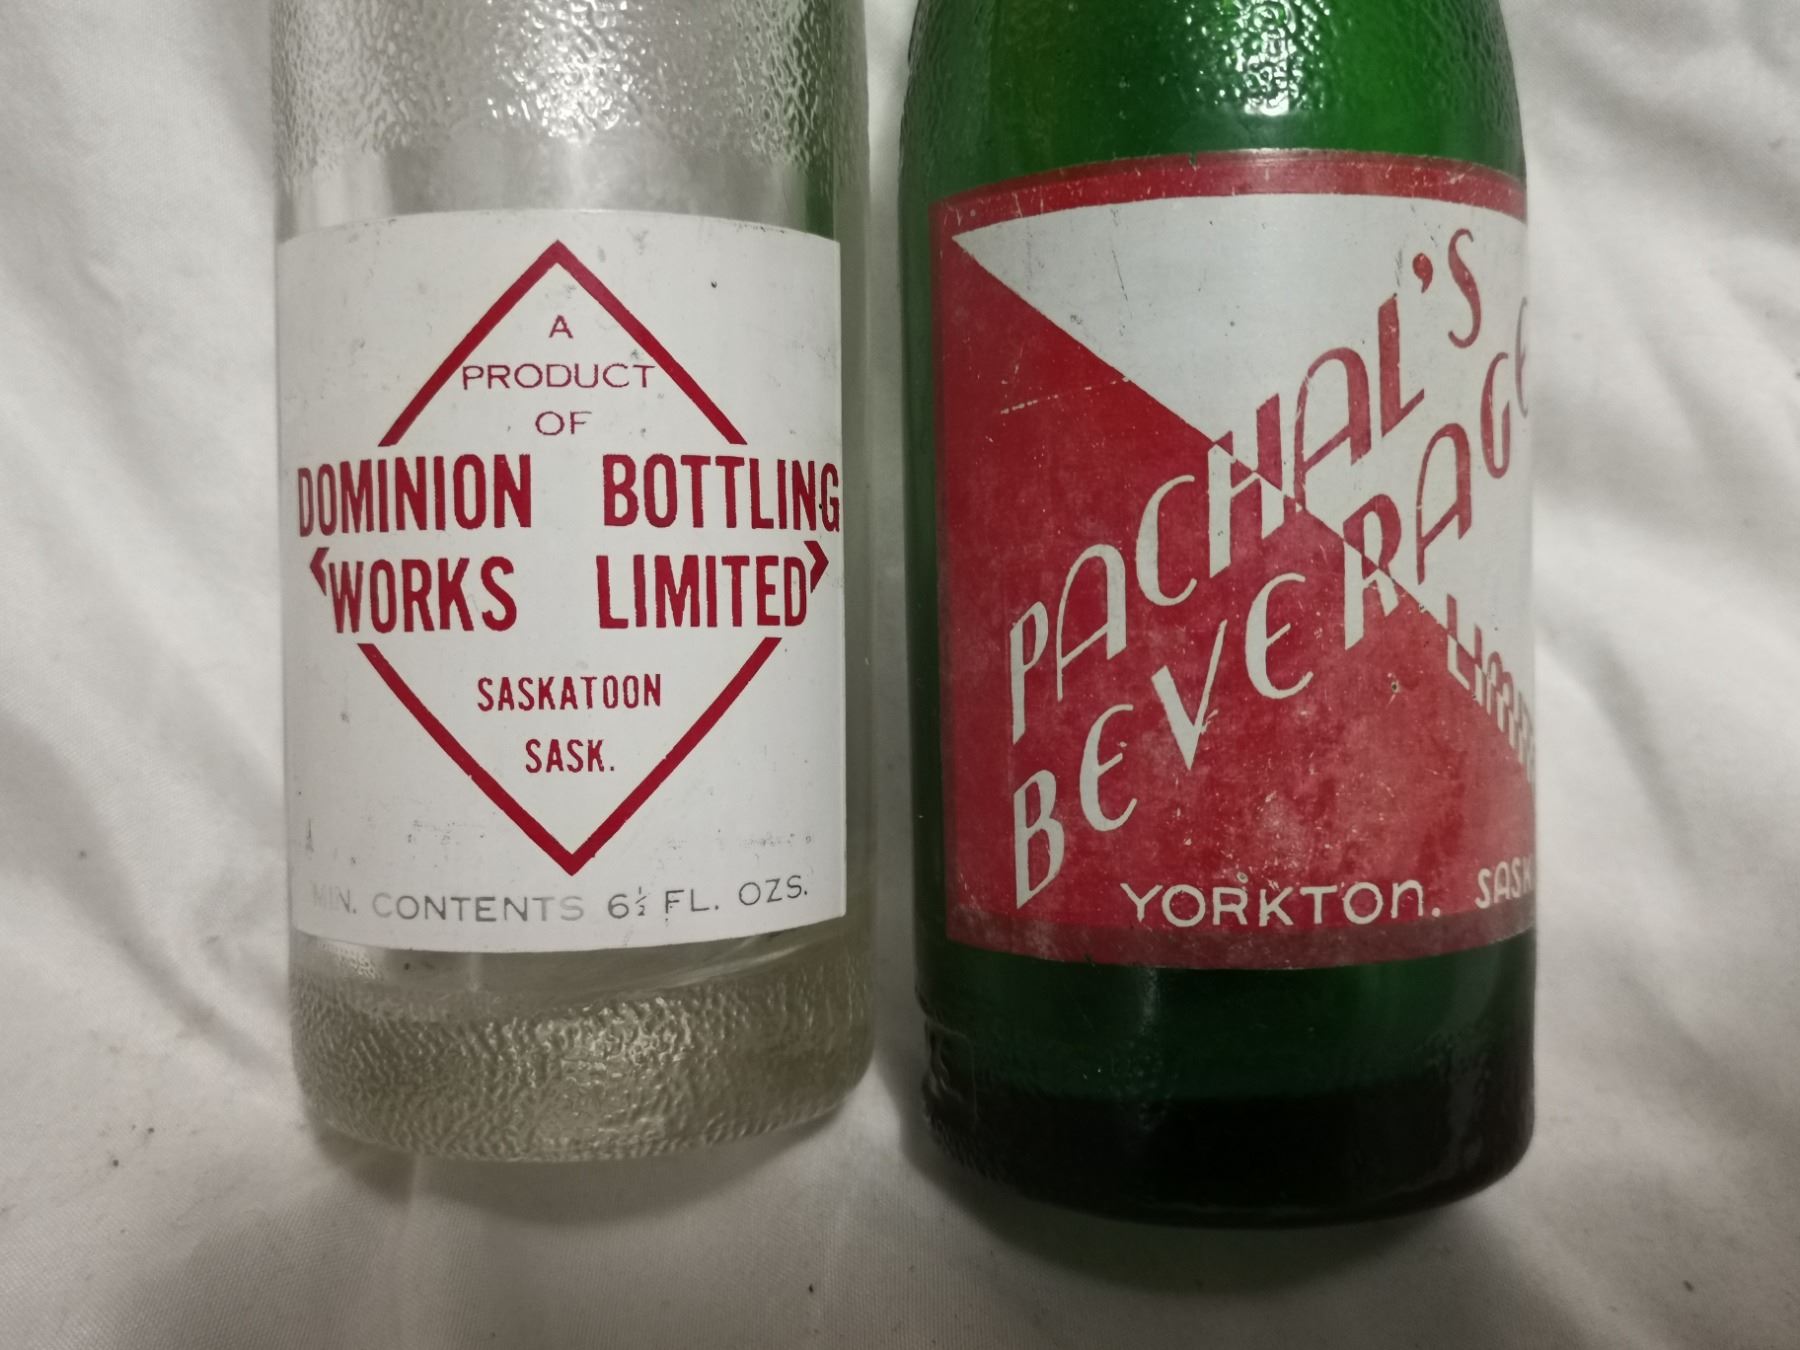 A
PRODUCT
OF
DOMINION BOTTLING
WORKS LIMITED
SASKATOON
SASK.
MIN. CONTENTS 6½ FL. OZS.
PACHAL'S
BEVERAGE
YORKTON. SASK